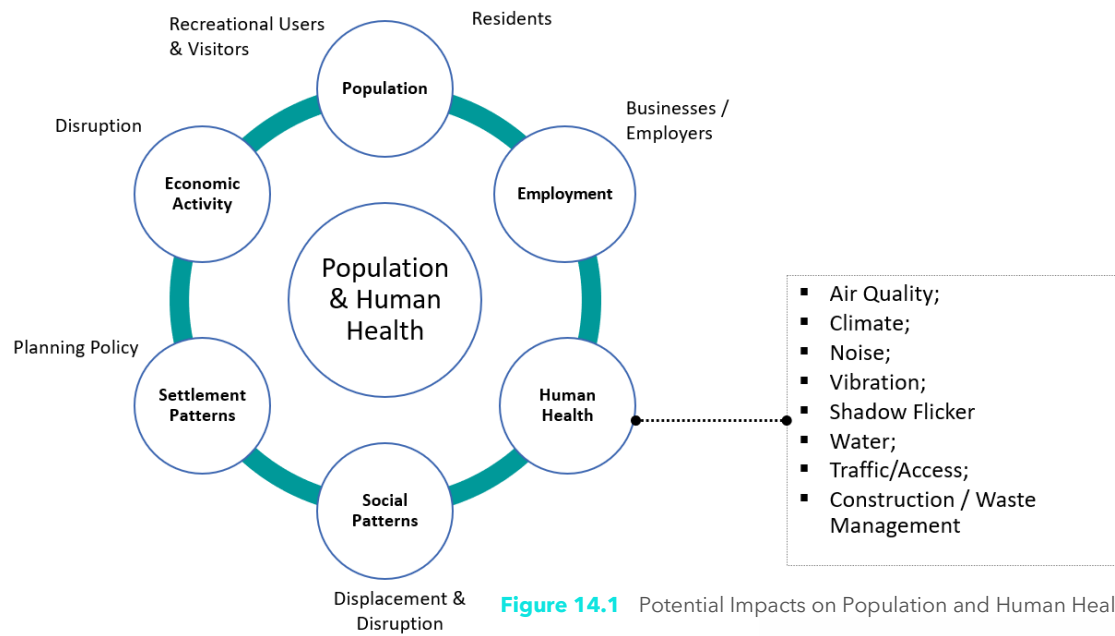 Recreational Users
& Visitors
Residents
Population
Businesses /
Employers
Disruption
Economic
Activity
Employment
Population
& Human
Health
▪ Air Quality;
▪ Climate;
▪ Noise;
▪ Vibration;
▪ Shadow Flicker
▪ Water;
▪ Traffic/Access;
▪ Construction / Waste
Management
Planning Policy
Settlement
Patterns
Human
Health
Social
Patterns
Displacement &
Disruption
Figure 14.1 Potential Impacts on Population and Human Heal